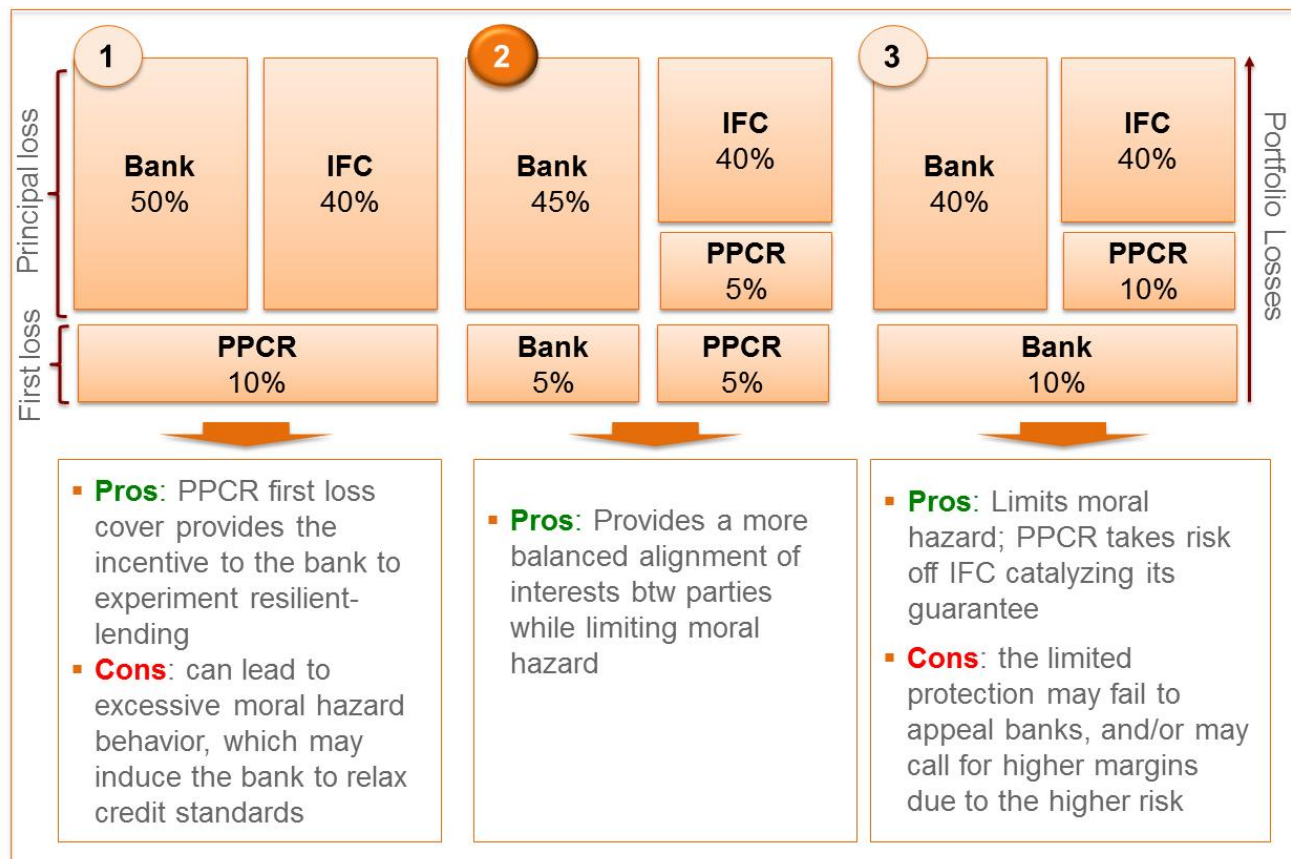 1
2
3
Principal loss
First loss
Portfolio Losses
Bank
50%
IFC
40%
PPCR
10%
Bank
45%
IFC
40%
PPCR
5%
Bank
5%
PPCR
5%
Bank
40%
IFC
40%
PPCR
10%
Bank
10%
▪ Pros: PPCR first loss
cover provides the
incentive to the bank to
experiment resilient-
lending
▪ Cons: can lead to
excessive moral hazard
behavior, which may
induce the bank to relax
credit standards
▪ Pros: Provides a more
balanced alignment of
interests btw parties
while limiting moral
hazard
▪ Pros: Limits moral
hazard; PPCR takes risk
off IFC catalyzing its
guarantee
▪ Cons: the limited
protection may fail to
appeal banks, and/or may
call for higher margins
due to the higher risk